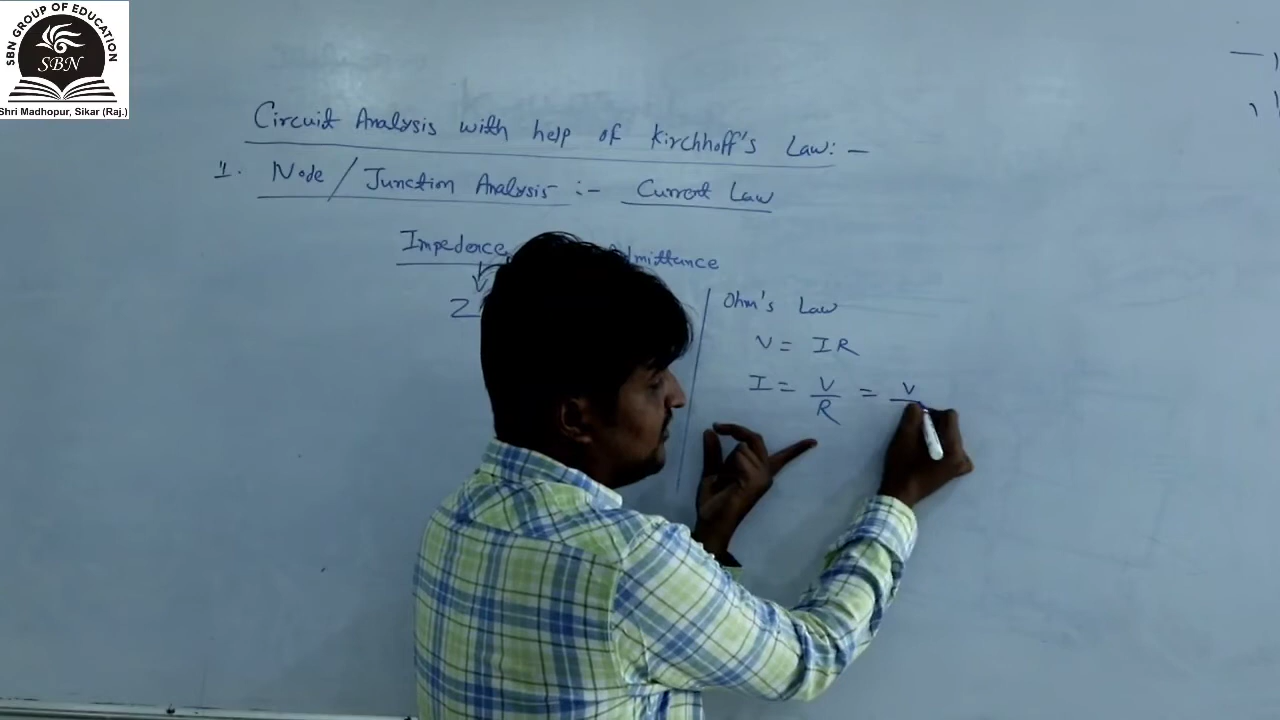 SBN GROUP OF EDUCATION
SBN
Shri Madhopur, Sikar (Raj.)
Circuit Analysis with help of Kirchhoff's Law:-
1. Node / Junction Analysis :- Current Law
Impedence
dmittance
Z
Ohm's Law
V = IR
I = V/R = V